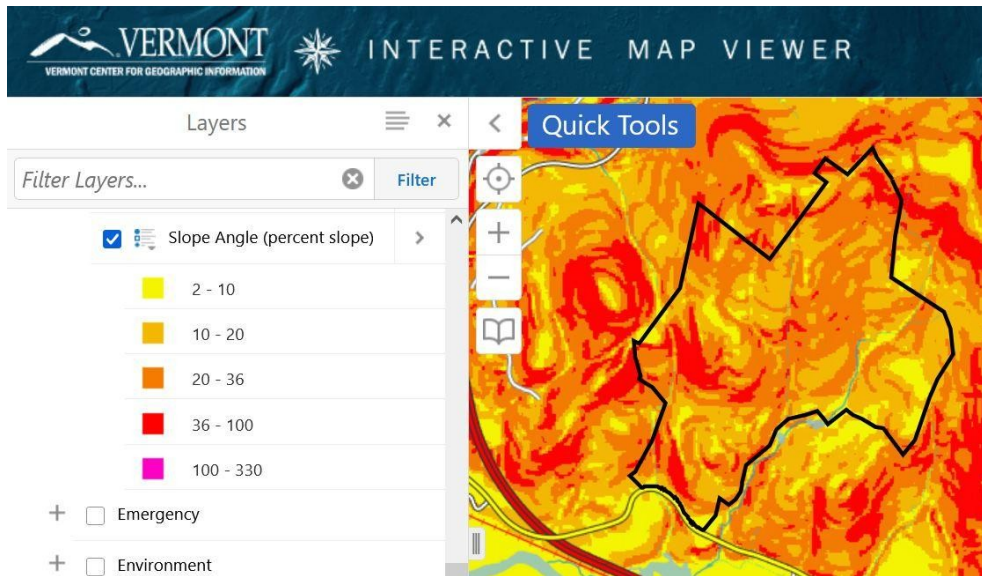 VERMONT
VERMONT CENTER FOR GEOGRAPHIC INFORMATION
INTERACTIVE MAP VIEWER
Layers
Quick Tools
Filter Layers...
Filter
Slope Angle (percent slope)
2 - 10
10 - 20
20 - 36
36 - 100
100 - 330
Emergency
Environment